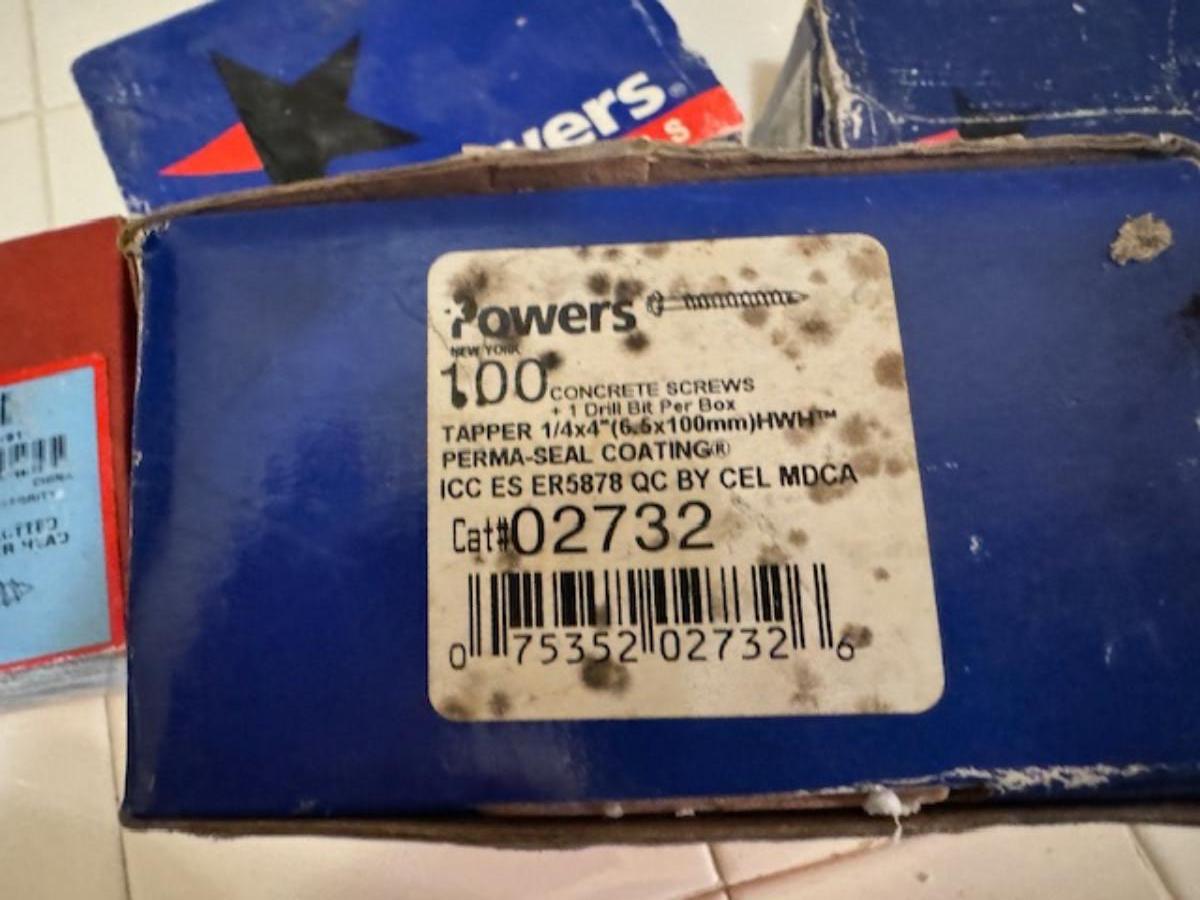 Powers
NEW YORK
100 CONCRETE SCREWS
+ 1 Drill Bit Per Box
TAPPER 1/4x4"(6.5x100mm)HWH™
PERMA-SEAL COATING®
ICC ES ER5878 QC BY CEL MDCA
Cat#02732
0 75352 02732 6